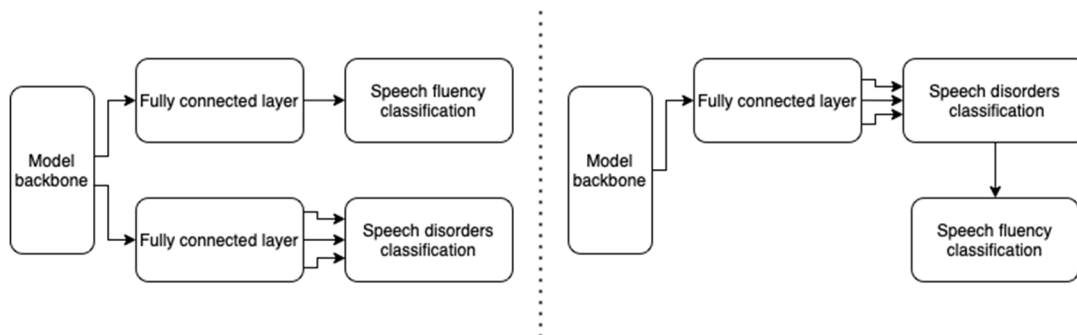 Model
backbone
Fully connected layer
Speech fluency
classification
Fully connected layer
Speech disorders
classification
Model
backbone
Fully connected layer
Speech disorders
classification
Speech fluency
classification